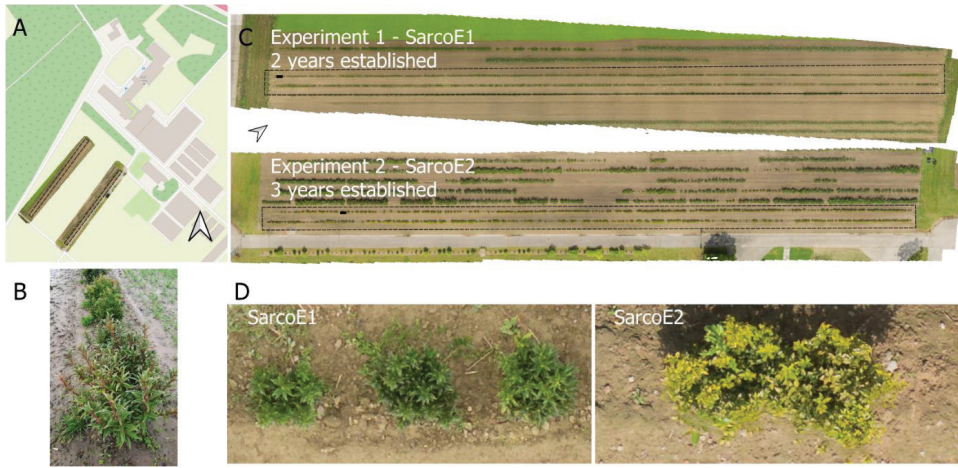 A
C
Experiment 1 - SarcoE1
2 years established
Experiment 2 - SarcoE2
3 years established
B
D
SarcoE1
SarcoE2